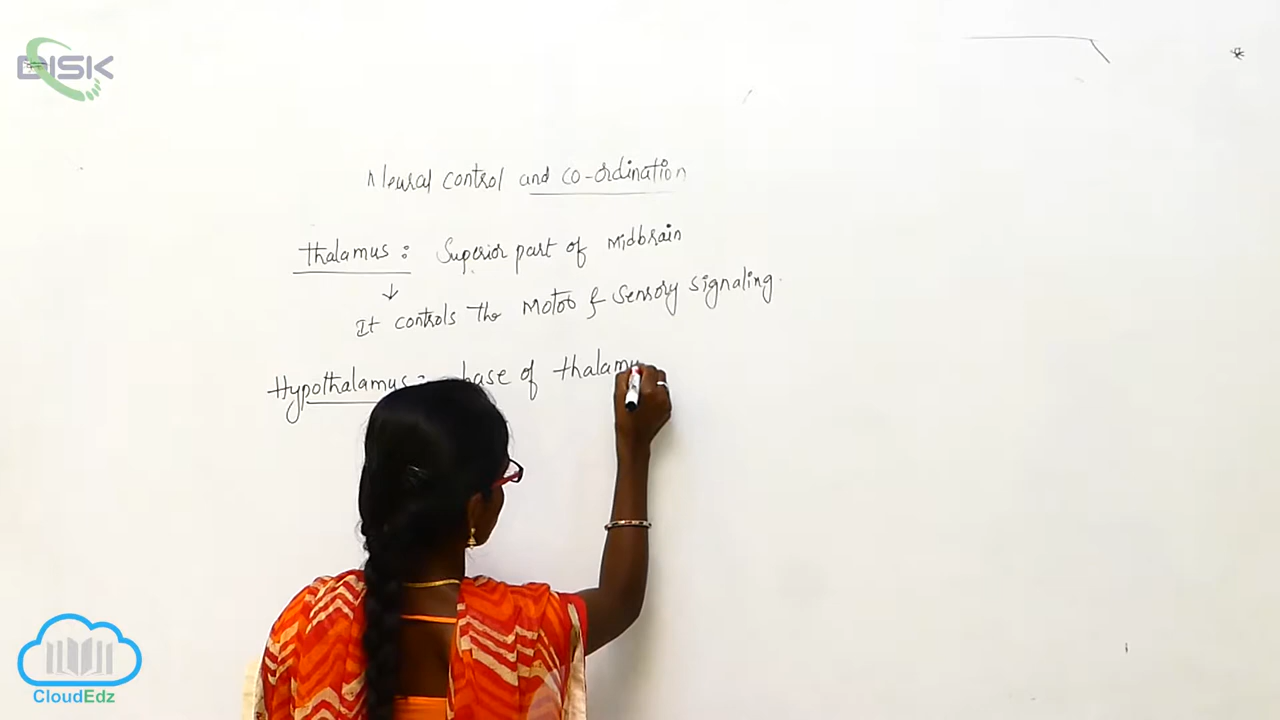 DISK
Neural control and co-ordination
Thalamus : Superior part of Midbrain
↓
It controls the Motor & Sensory signaling.
Hypothalamus : base of thalamu
CloudEdz